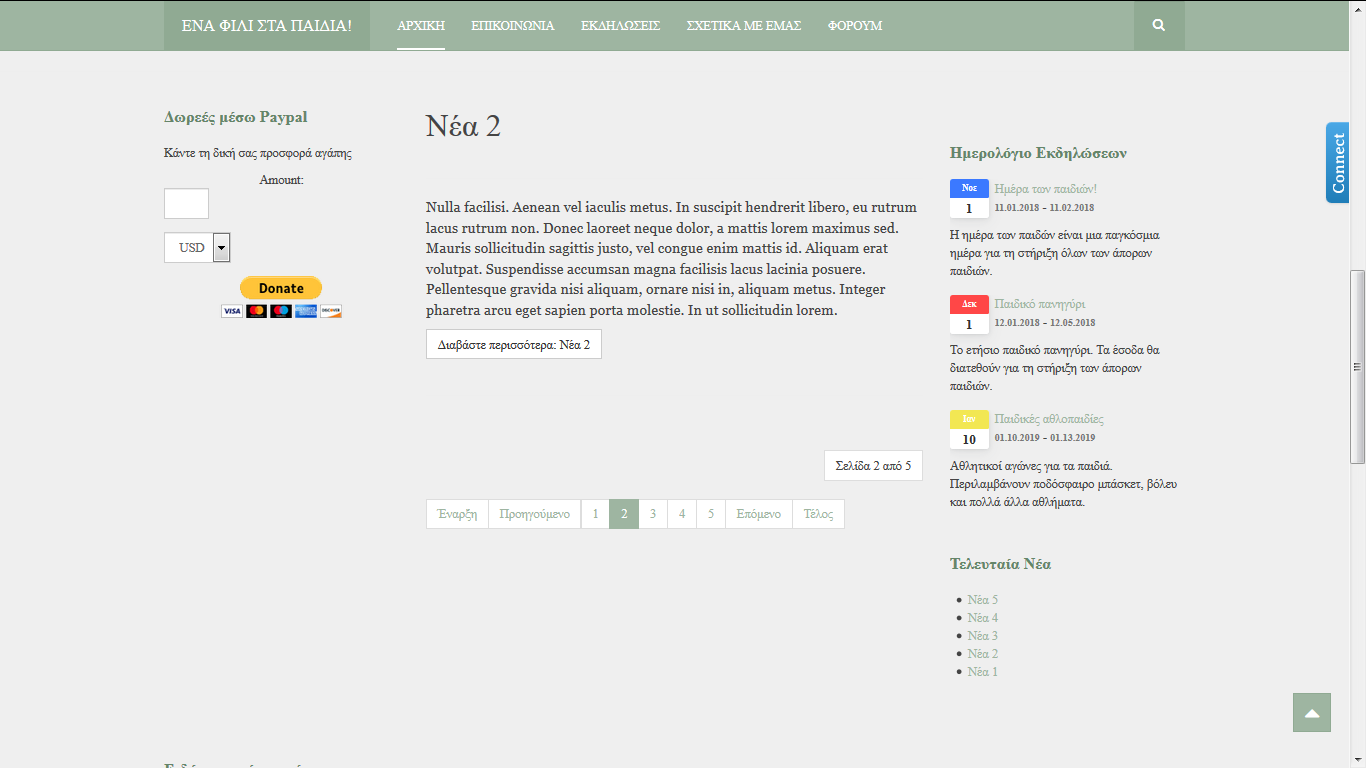 ΕΝΑ ΦΙΛΙ ΣΤΑ ΠΑΙΔΙΑ! ΑΡΧΙΚΗ ΕΠΙΚΟΙΝΩΝΙΑ ΕΚΔΗΛΩΣΕΙΣ ΣΧΕΤΙΚΑ ΜΕ ΕΜΑΣ ΦΟΡΟΥΜ
Δωρεές μέσω Paypal
Κάντε τη δική σας προσφορά αγάπης
Amount:
USD
Donate
VISA
DISCOVER
Νέα 2
Nulla facilisi. Aenean vel iaculis metus. In suscipit hendrerit libero, eu rutrum
lacus rutrum non. Donec laoreet neque dolor, a mattis lorem maximus sed.
Mauris sollicitudin sagittis justo, vel congue enim mattis id. Aliquam erat
volutpat. Suspendisse accumsan magna facilisis lacus lacinia posuere.
Pellentesque gravida nisi aliquam, ornare nisi in, aliquam metus. Integer
pharetra arcu eget sapien porta molestie. In ut sollicitudin lorem.
Διαβάστε περισσότερα: Νέα 2
Σελίδα 2 από 5
Έναρξη Προηγούμενο 1 2 3 4 5 Επόμενο Τέλος
Ημερολόγιο Εκδηλώσεων
Νοε
1
Ημέρα των παιδιών!
11.01.2018 - 11.02.2018
Η ημέρα των παιδών είναι μια παγκόσμια
ημέρα για τη στήριξη όλων των άπορων
παιδιών.
Δεκ
1
Παιδικό πανηγύρι
12.01.2018 - 12.05.2018
Το ετήσιο παιδικό πανηγύρι. Τα έσοδα θα
διατεθούν για τη στήριξη των άπορων
παιδιών.
Ιαν
10
Παιδικές αθλοπαιδίες
01.10.2019 - 01.13.2019
Αθλητικοί αγώνες για τα παιδιά.
Περιλαμβάνουν ποδόσφαιρο μπάσκετ, βόλευ
και πολλά άλλα αθλήματα.
Τελευταία Νέα
Νέα 5
Νέα 4
Νέα 3
Νέα 2
Νέα 1
Connect